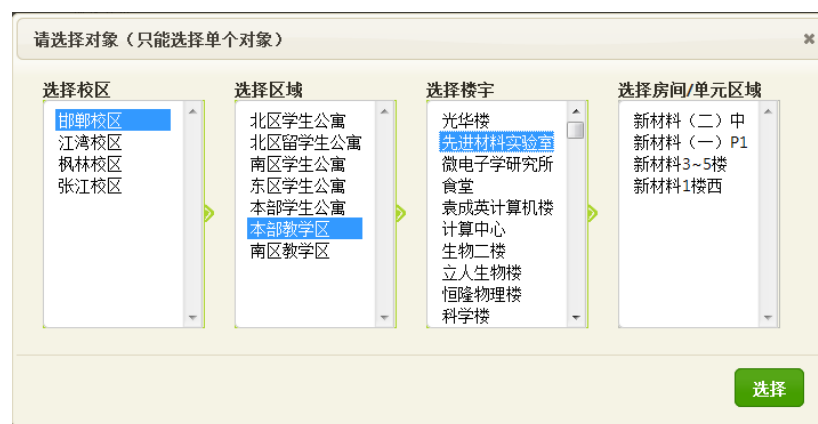 请选择对象（只能选择单个对象）
选择校区
邯郸校区
江湾校区
枫林校区
张江校区
选择区域
北区学生公寓
北区留学生公寓
南区学生公寓
东区学生公寓
本部学生公寓
本部教学区
南区教学区
选择楼宇
光华楼
先进材料实验室
微电子学研究所
食堂
袁成英计算机楼
计算中心
生物二楼
立人生物楼
恒隆物理楼
科学楼
选择房间/单元区域
新材料（二）中
新材料（一）P1
新材料3~5楼
新材料1楼西
选择